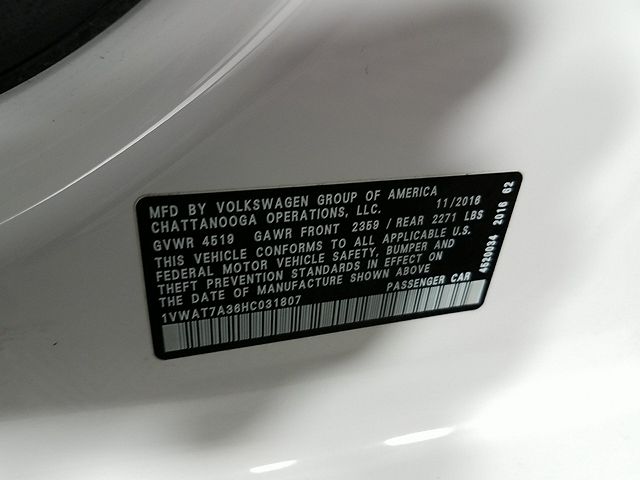 MFD BY VOLKSWAGEN GROUP OF AMERICA
CHATTANOOGA OPERATIONS, LLC. 11/2016
GVWR 4519 GAWR FRONT 2359 / REAR 2271 LBS
THIS VEHICLE CONFORMS TO ALL APPLICABLE U.S.
FEDERAL MOTOR VEHICLE SAFETY, BUMPER AND
THEFT PREVENTION STANDARDS IN EFFECT ON
THE DATE OF MANUFACTURE SHOWN ABOVE
1VWAT7A36HC031807 PASSENGER CAR
4520034 2016 62